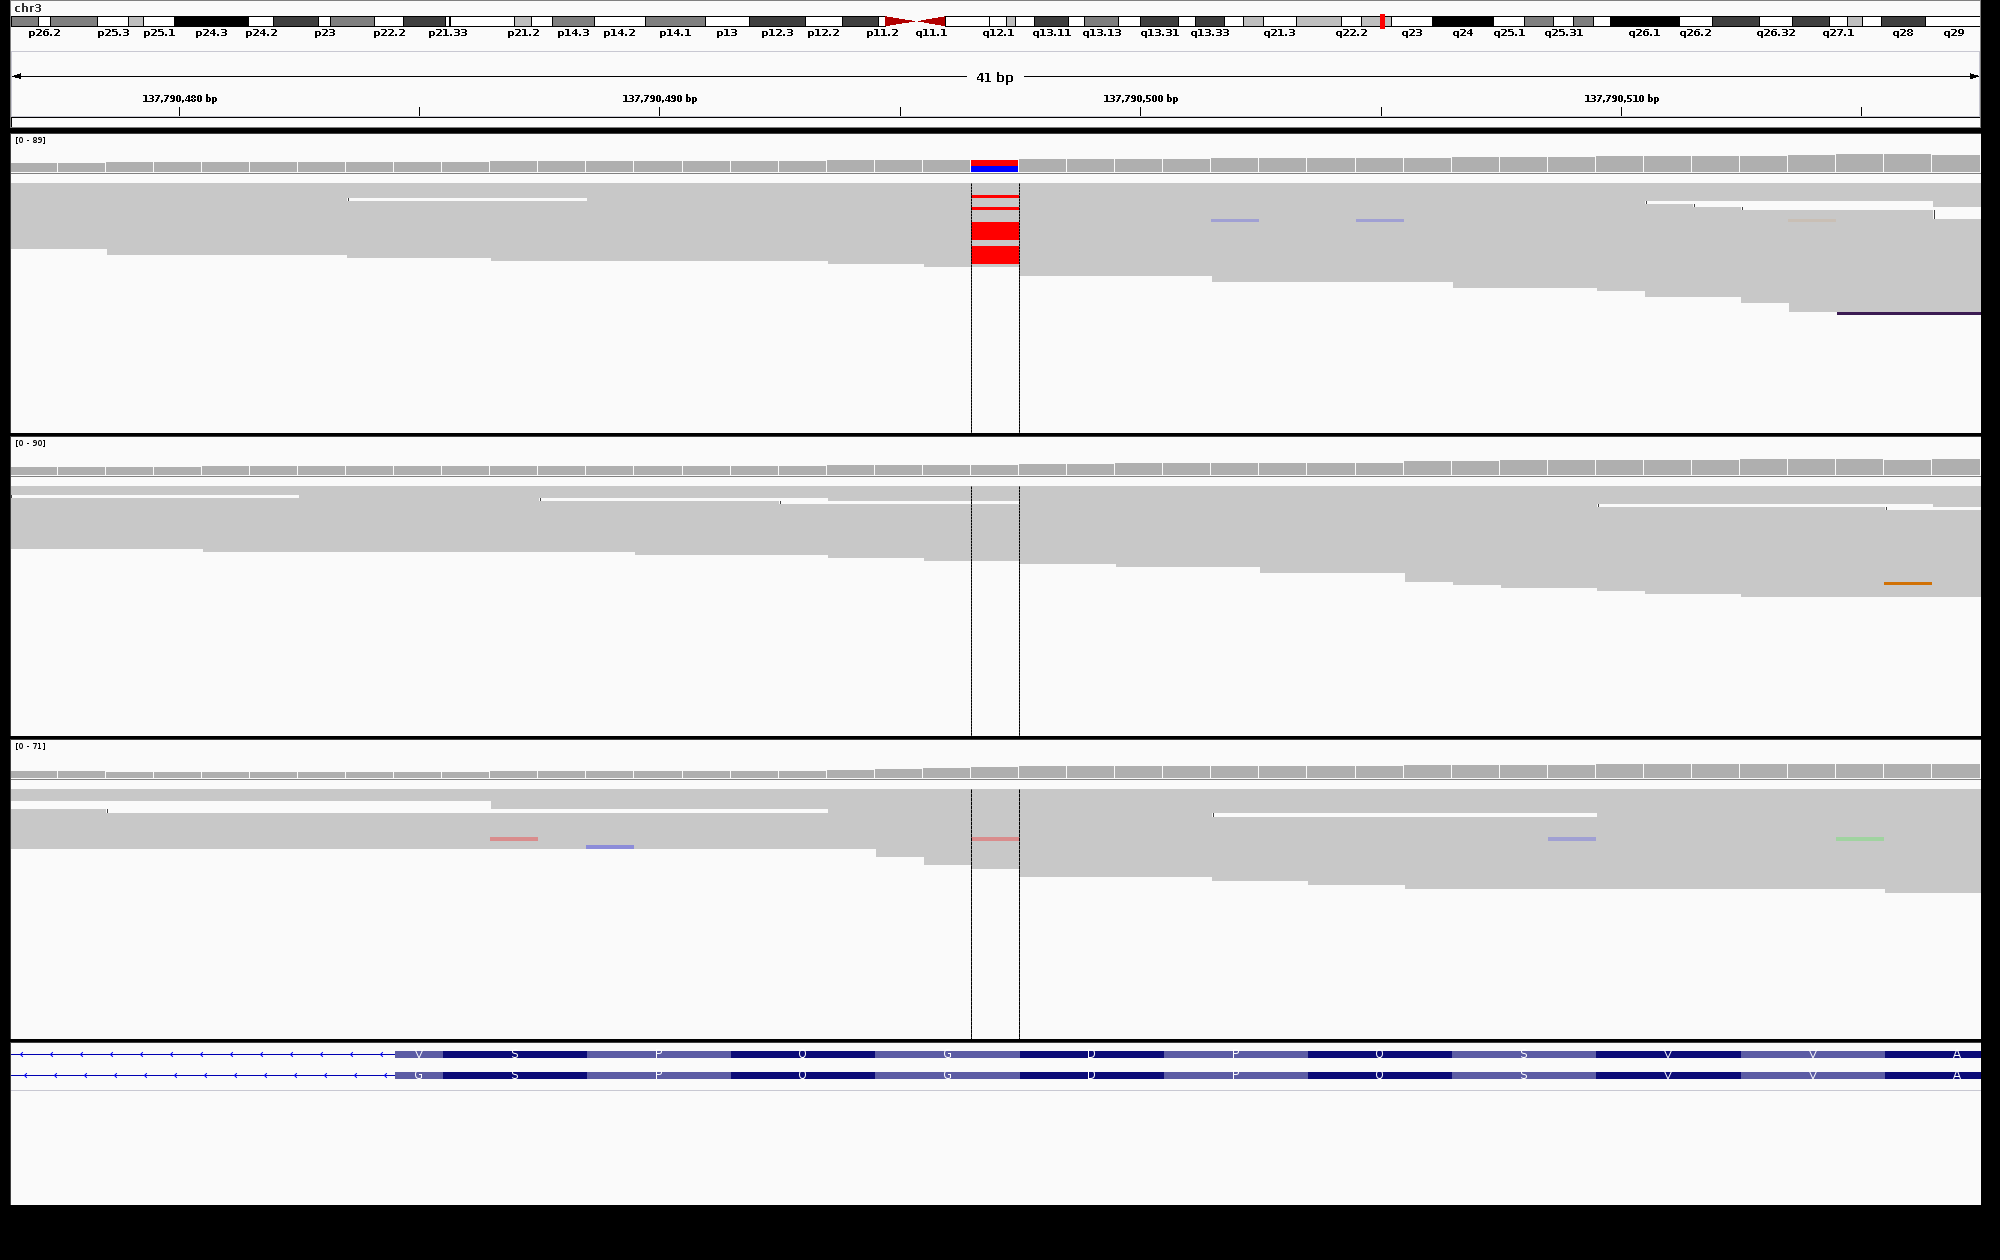 chr3
p26.2 p25.3 p25.1 p24.3 p24.2 p23 p22.2 p21.33 p21.2 p14.3 p14.2 p14.1 p13 p12.3 p12.2 p11.2 q11.1 q12.1 q13.11 q13.13 q13.31 q13.33 q21.3 q22.2 q23 q24 q25.1 q25.31 q26.1 q26.2 q26.32 q27.1 q28 q29
41 bp
137,790,480 bp 137,790,490 bp 137,790,500 bp 137,790,510 bp
[0 - 89]
[0 - 90]
[0 - 71]
V S P Q G D P Q S V V A
G S P Q G D P Q S V V A